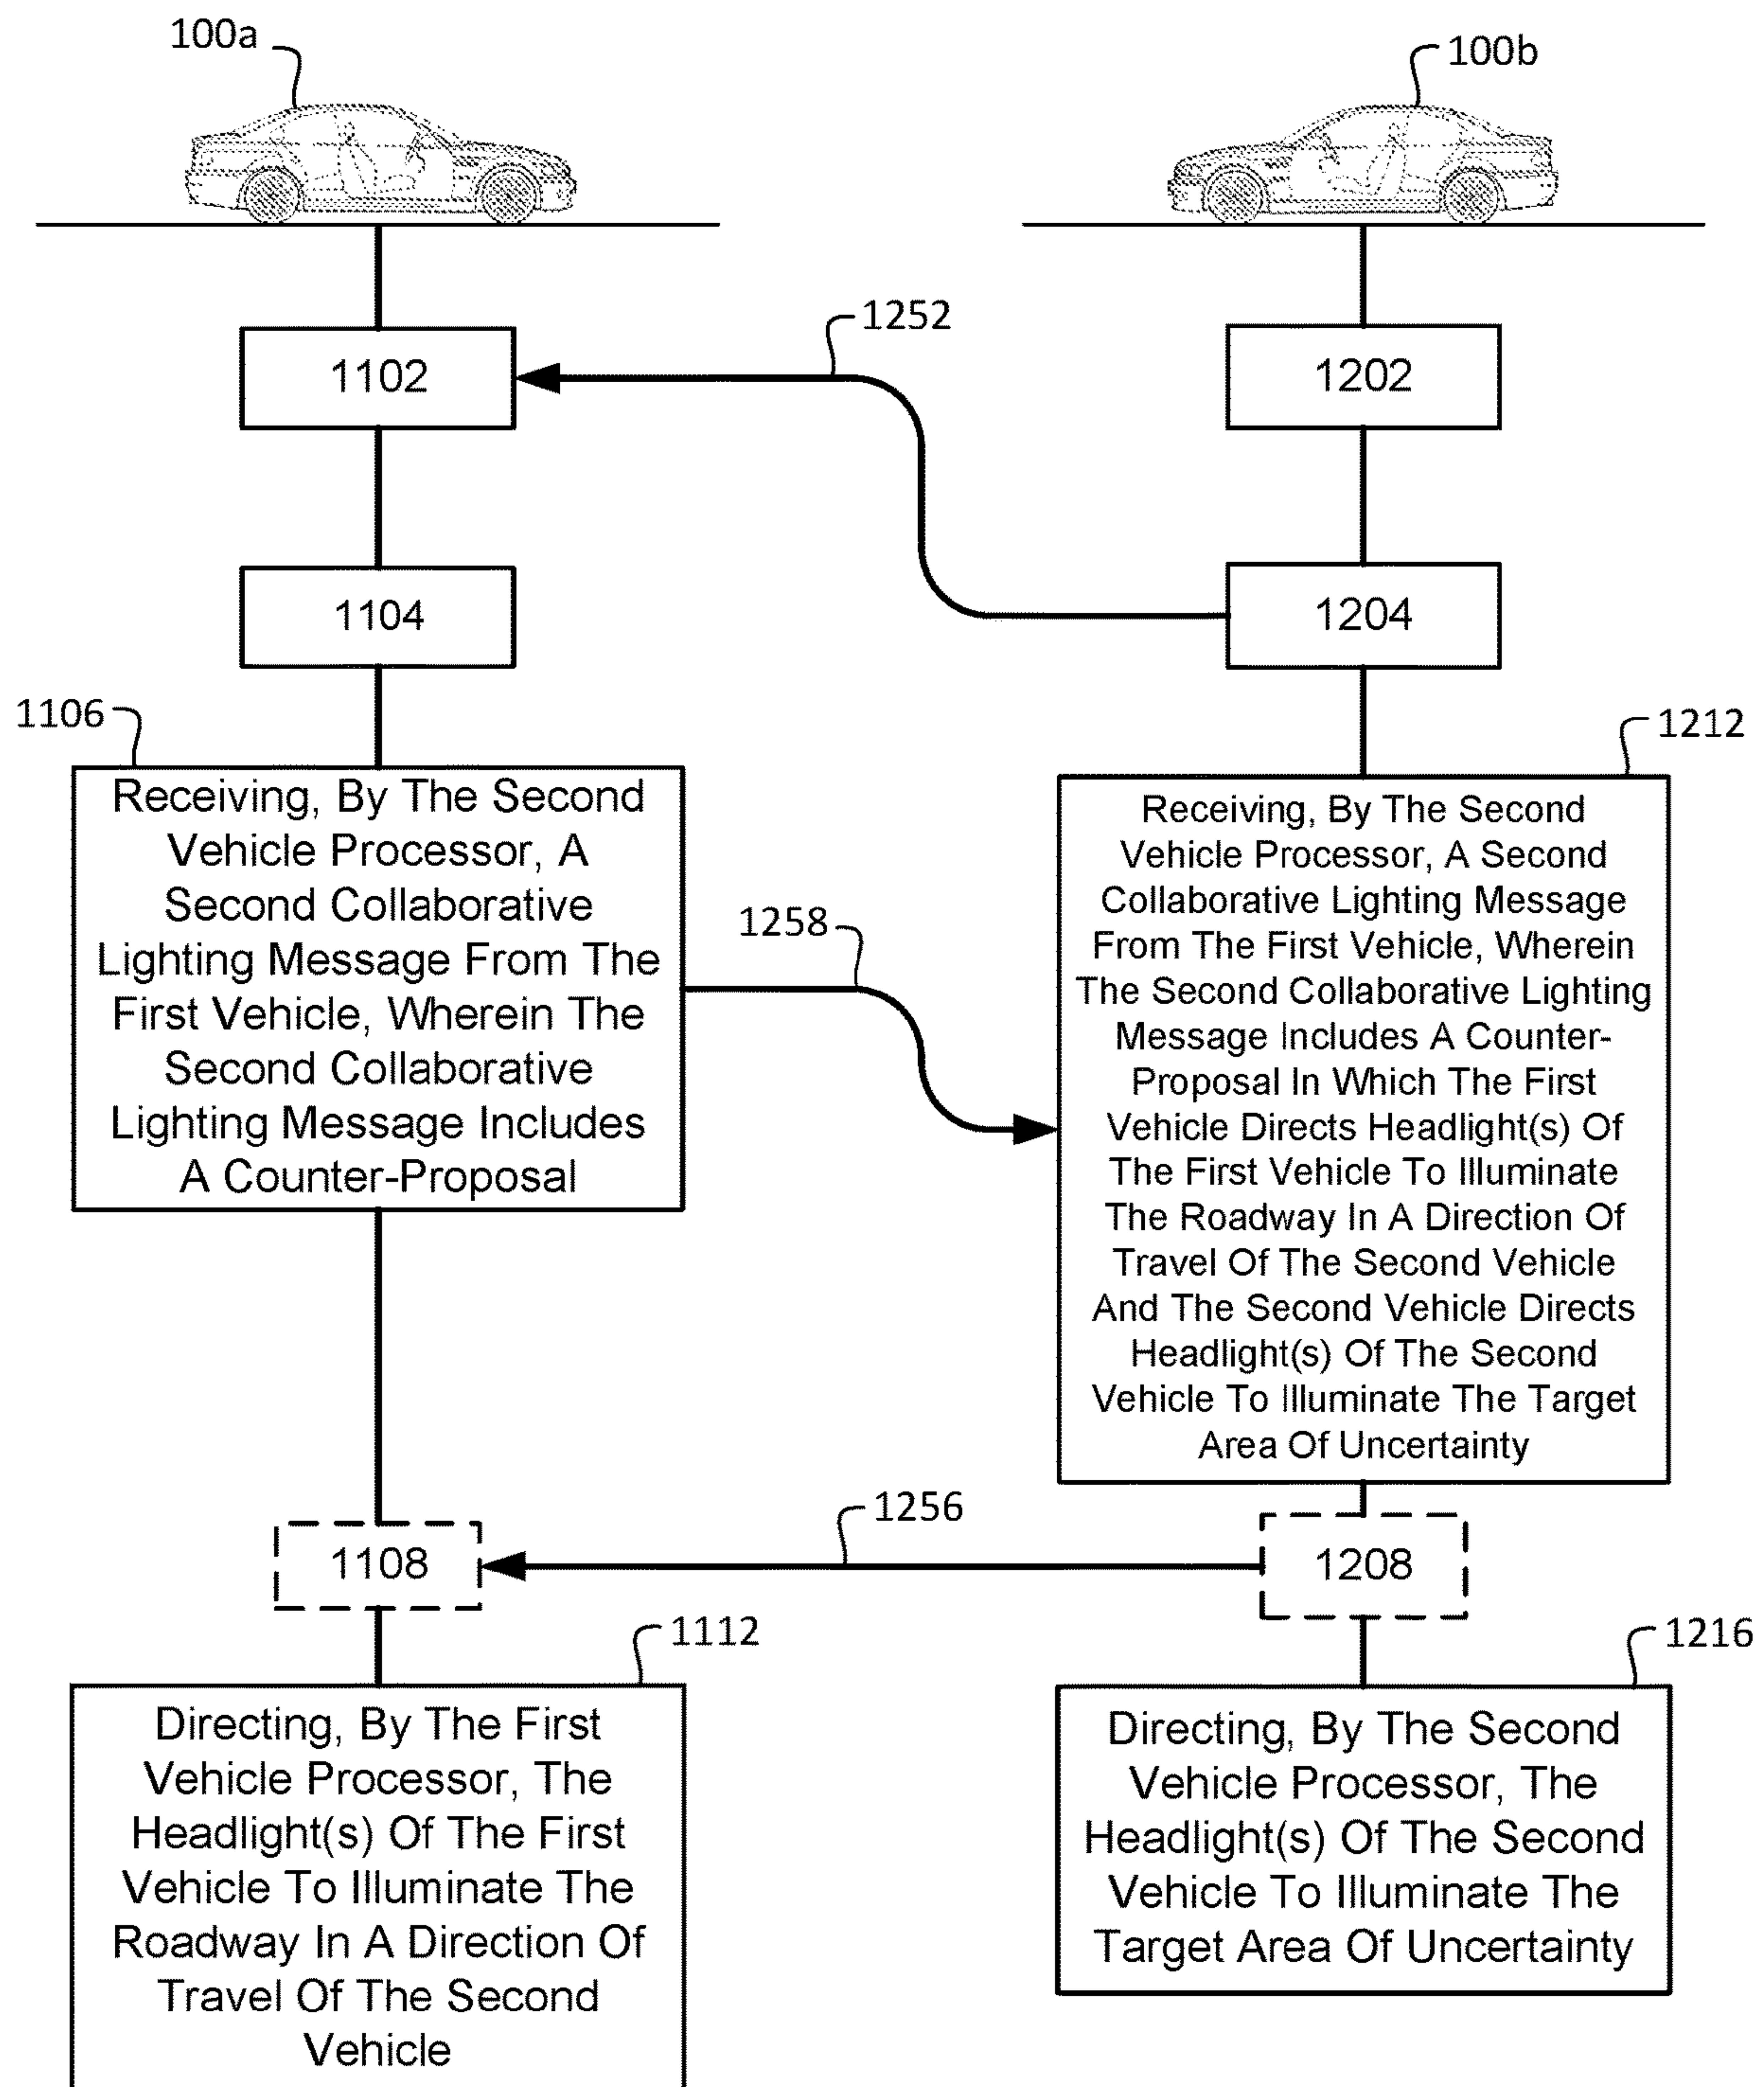 100a
100b
1252
1102
1202
1104
1204
1106
1212
Receiving, By The Second
Vehicle Processor, A
Second Collaborative
Lighting Message From The
First Vehicle, Wherein The
Second Collaborative
Lighting Message Includes
A Counter-Proposal
1258
Receiving, By The Second
Vehicle Processor, A Second
Collaborative Lighting Message
From The First Vehicle, Wherein
The Second Collaborative Lighting
Message Includes A Counter-
Proposal In Which The First
Vehicle Directs Headlight(s) Of
The First Vehicle To Illuminate
The Roadway In A Direction Of
Travel Of The Second Vehicle
And The Second Vehicle Directs
Headlight(s) Of The Second
Vehicle To Illuminate The Target
Area Of Uncertainty
1256
1108
1208
1112
1216
Directing, By The First
Vehicle Processor, The
Headlight(s) Of The First
Vehicle To Illuminate The
Roadway In A Direction Of
Travel Of The Second
Vehicle
Directing, By The Second
Vehicle Processor, The
Headlight(s) Of The Second
Vehicle To Illuminate The
Target Area Of Uncertainty